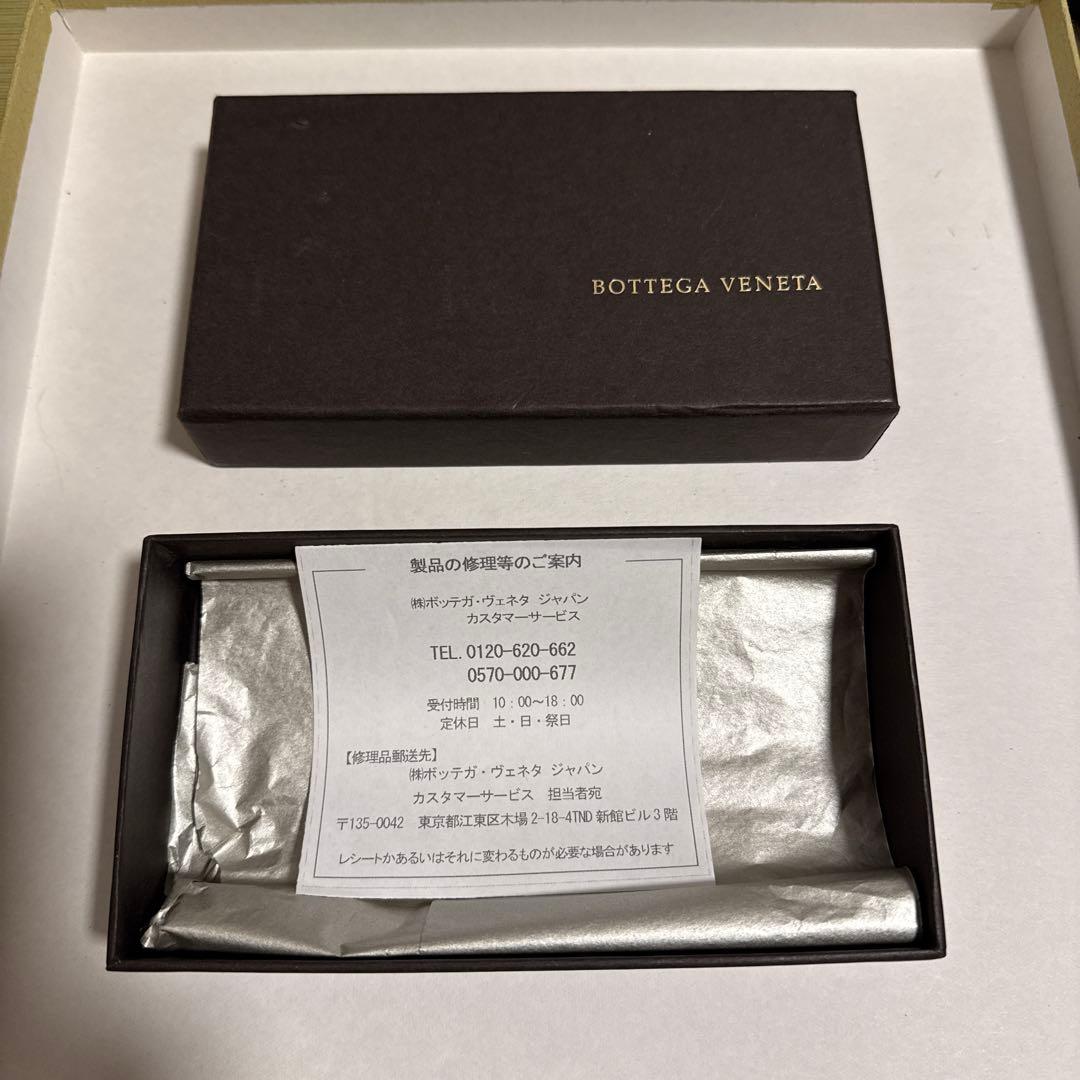 BOTTEGA VENETA
製品の修理等のご案内
㈱ボッテガ・ヴェネタ ジャパン
カスタマーサービス
TEL. 0120-620-662
0570-000-677
受付時間 10：00～18：00
定休日 土・日・祭日
【修理品郵送先】
㈱ボッテガ・ヴェネタ ジャパン
カスタマーサービス 担当者宛
〒135-0042 東京都江東区木場2-18-4TND新館ビル3階
レシートかあるいはそれに変わるものが必要な場合があります